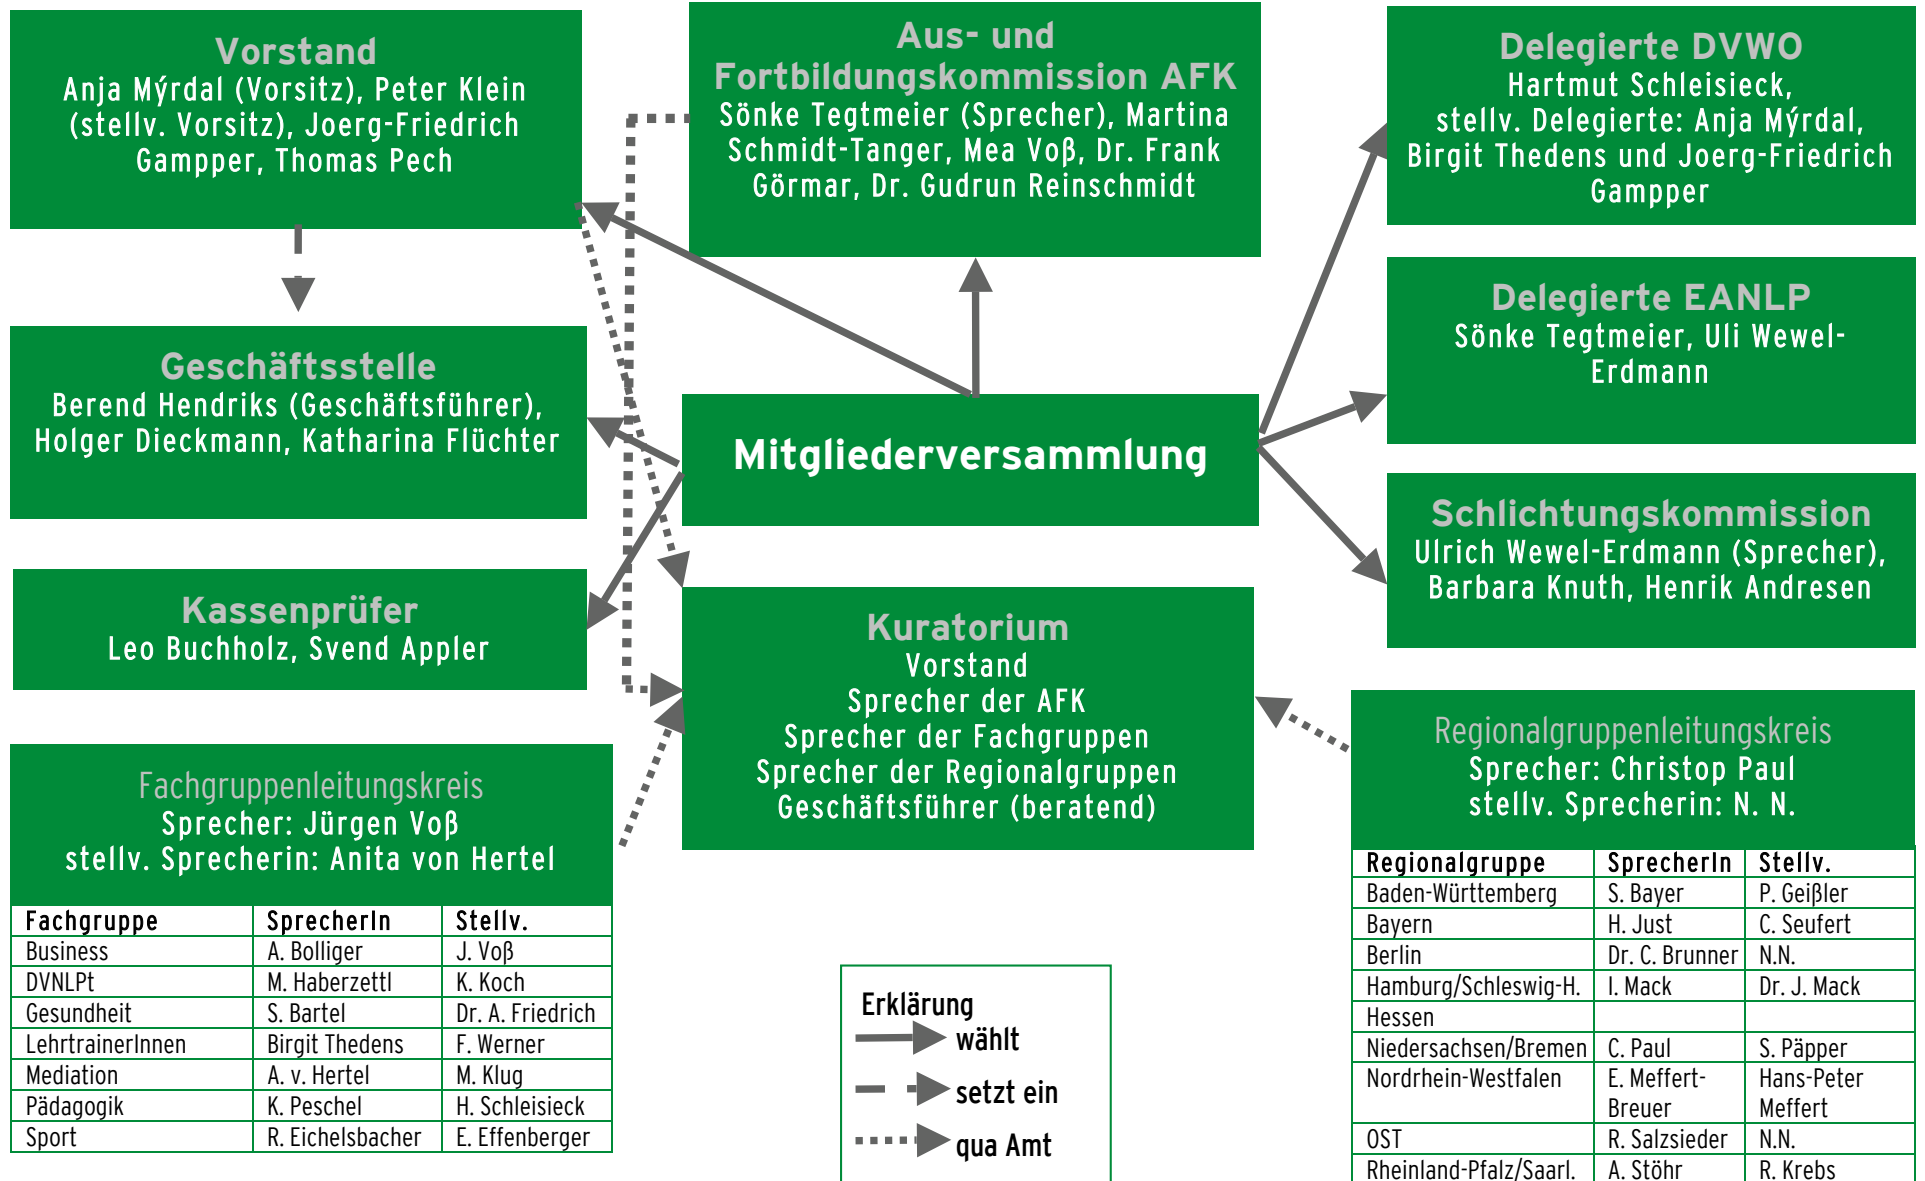 Vorstand
Anja Mýrdal (Vorsitz), Peter Klein
(stellv. Vorsitz), Joerg-Friedrich
Gampper, Thomas Pech
Aus- und
Fortbildungskommission AFK
Sönke Tegtmeier (Sprecher), Martina
Schmidt-Tanger, Mea Voß, Dr. Frank
Görmar, Dr. Gudrun Reinschmidt
Delegierte DVWO
Hartmut Schleisieck,
stellv. Delegierte: Anja Mýrdal,
Birgit Thedens und Joerg-Friedrich
Gampper
Delegierte EANLP
Sönke Tegtmeier, Uli Wewel-
Erdmann
Geschäftsstelle
Berend Hendriks (Geschäftsführer),
Holger Dieckmann, Katharina Flüchter
Mitgliederversammlung
Schlichtungskommission
Ulrich Wewel-Erdmann (Sprecher),
Barbara Knuth, Henrik Andresen
Kassenprüfer
Leo Buchholz, Svend Appler
Kuratorium
Vorstand
Sprecher der AFK
Sprecher der Fachgruppen
Sprecher der Regionalgruppen
Geschäftsführer (beratend)
Fachgruppenleitungskreis
Sprecher: Jürgen Voß
stellv. Sprecherin: Anita von Hertel
Fachgruppe SprecherIn Stellv.
Business A. Bolliger J. Voß
DVNLPt M. Haberzettl K. Koch
Gesundheit S. Bartel Dr. A. Friedrich
LehrtrainerInnen Birgit Thedens F. Werner
Mediation A. v. Hertel M. Klug
Pädagogik K. Peschel H. Schleisieck
Sport R. Eichelsbacher E. Effenberger
Erklärung
wählt
setzt ein
qua Amt
Regionalgruppenleitungskreis
Sprecher: Christop Paul
stellv. Sprecherin: N. N.
Regionalgruppe SprecherIn Stellv.
Baden-Württemberg S. Bayer P. Geißler
Bayern H. Just C. Seufert
Berlin Dr. C. Brunner N.N.
Hamburg/Schleswig-H. I. Mack Dr. J. Mack
Hessen
Niedersachsen/Bremen C. Paul S. Päpper
Nordrhein-Westfalen E. Meffert- Hans-Peter
Breuer Meffert
OST R. Salzsieder N.N.
Rheinland-Pfalz/Saarl. A. Stöhr R. Krebs